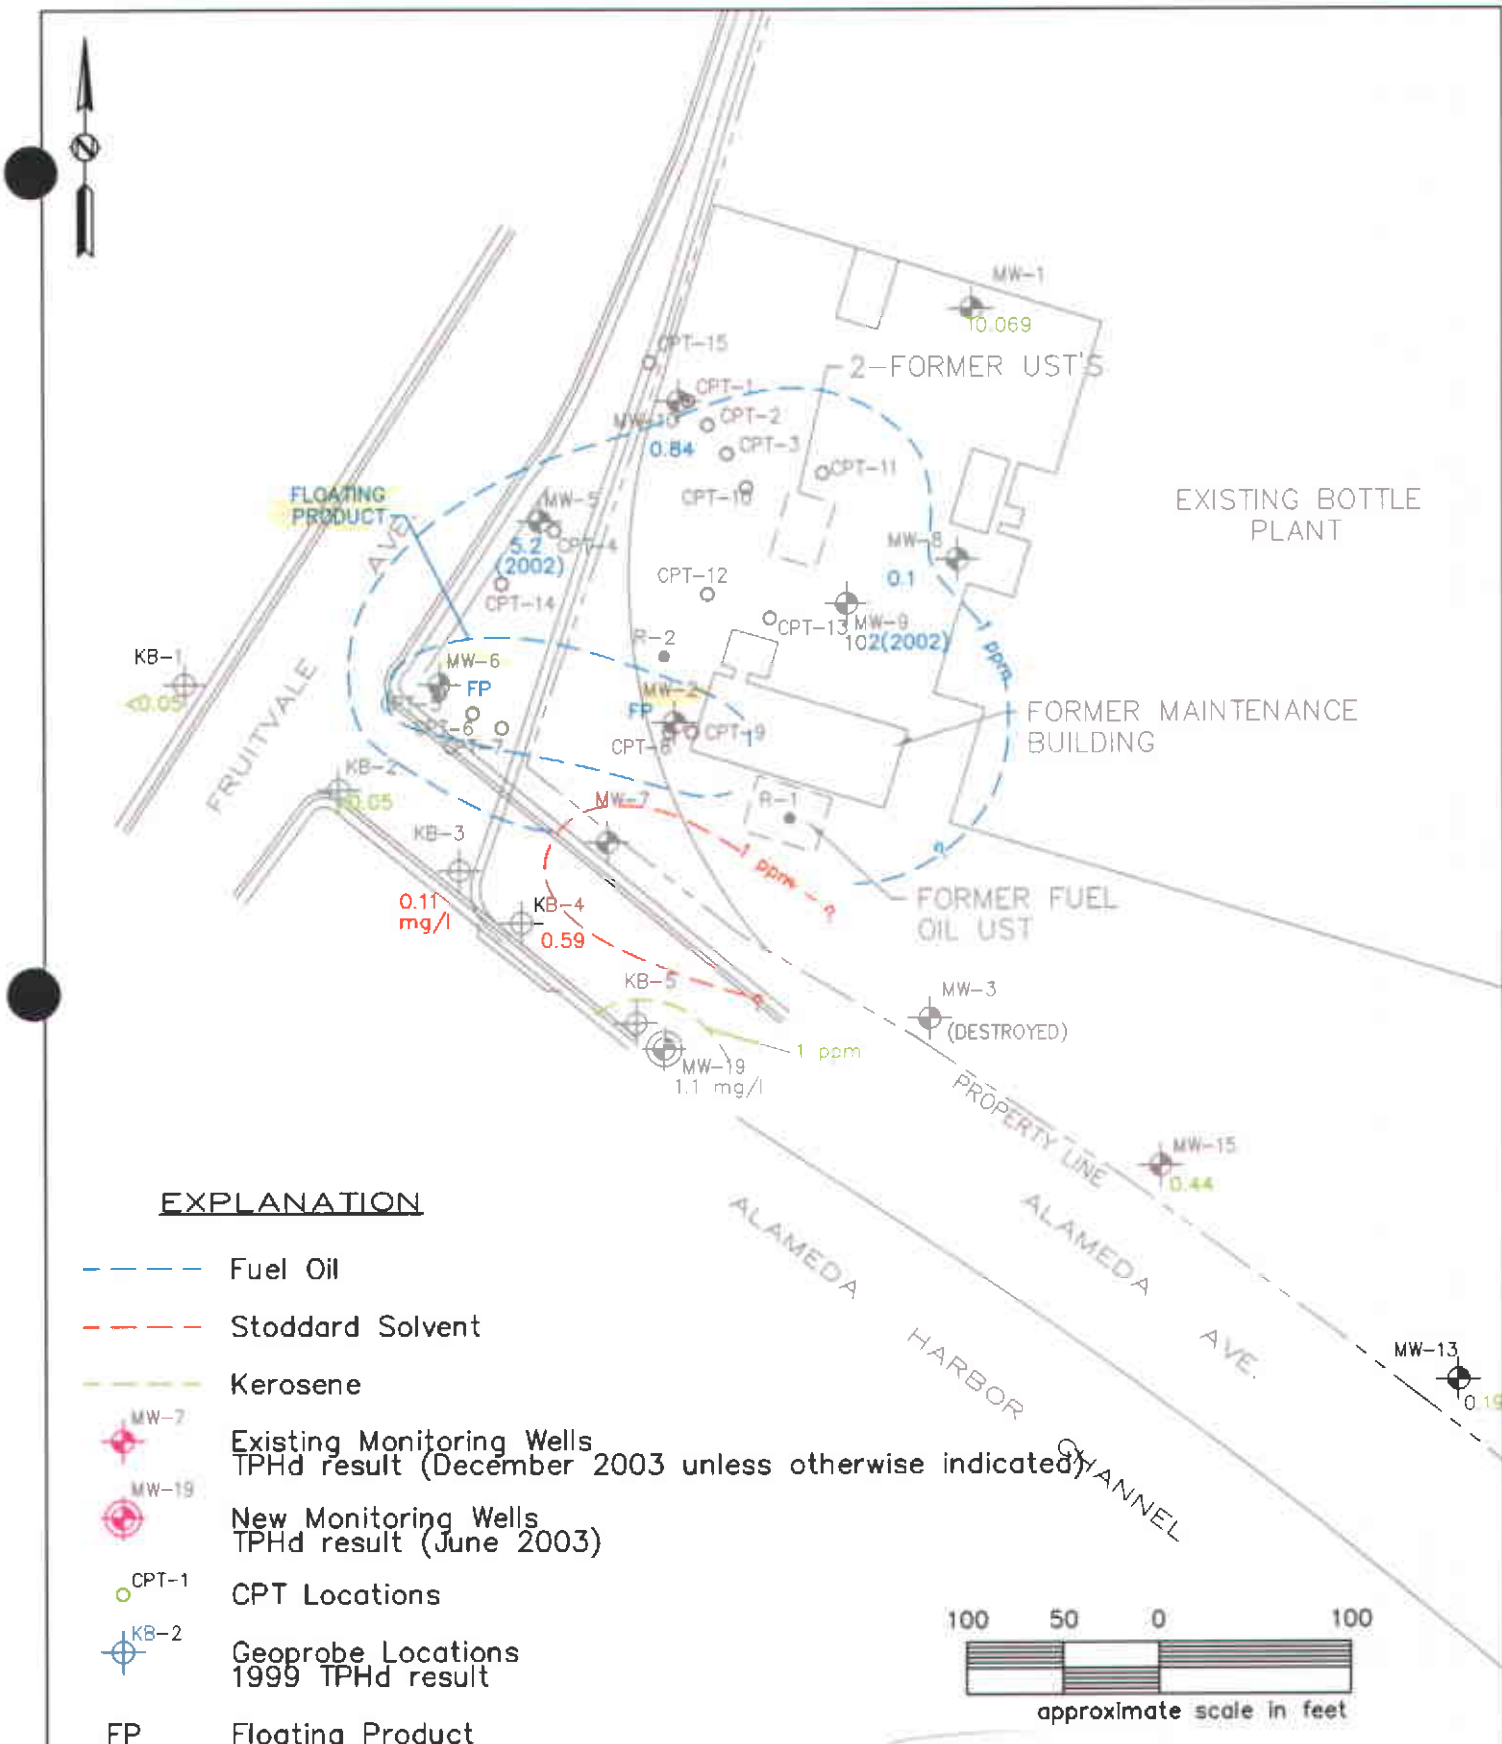 MW-1
10.069
CPT-15
2-FORMER UST'S
CPT-1
MW-10
CPT-2
0.84
CPT-3
CPT-11
CPT-10
FLOATING
PRODUCT
AVE.
MW-5
5.2
(2002)
CPT-4
EXISTING BOTTLE
PLANT
MW-8
0.1
CPT-12
CPT-14
CPT-13
MW-9
102(2002)
1 ppm
R-2
KB-1
<0.05
MW-6
FP
MW-2
FP
CPT-9
FORMER MAINTENANCE
BUILDING
FRUITVALE
KB-2
MW-7
R-1
?
KB-3
1 ppm - ?
0.11
mg/l
KB-4
0.59
FORMER FUEL
OIL UST
KB-5
?
MW-3
(DESTROYED)
1 ppm
MW-19
1.1 mg/l
PROPERTY LINE
MW-15
0.44
ALAMEDA
AVE.
ALAMEDA
HARBOR
CHANNEL
MW-13
0.19
EXPLANATION
Fuel Oil
Stoddard Solvent
Kerosene
MW-7
Existing Monitoring Wells
TPHd result (December 2003 unless otherwise indicated)
MW-19
New Monitoring Wells
TPHd result (June 2003)
CPT-1
CPT Locations
KB-2
Geoprobe Locations
1999 TPHd result
FP Floating Product
100 50 0 100
approximate scale in feet